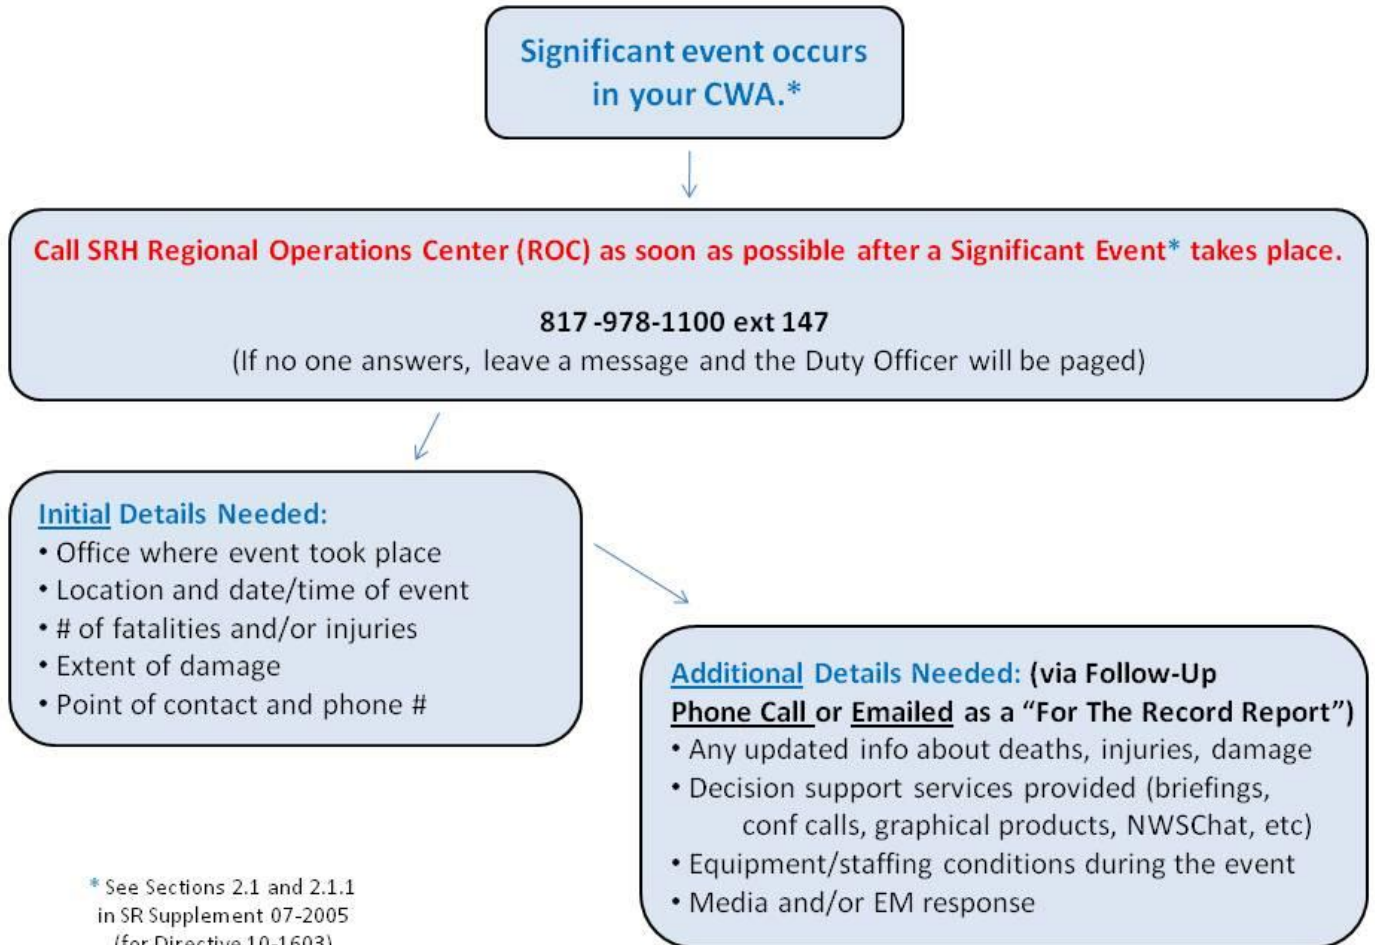 Significant event occurs
in your CWA.*
Call SRH Regional Operations Center (ROC) as soon as possible after a Significant Event* takes place.
817 -978-1100 ext 147
(If no one answers, leave a message and the Duty Officer will be paged)
Initial Details Needed:
• Office where event took place
• Location and date/time of event
• # of fatalities and/or injuries
• Extent of damage
• Point of contact and phone #
Additional Details Needed: (via Follow-Up
Phone Call or Emailed as a “For The Record Report”)
• Any updated info about deaths, injuries, damage
• Decision support services provided (briefings,
conf calls, graphical products, NWSChat, etc)
• Equipment/staffing conditions during the event
• Media and/or EM response
* See Sections 2.1 and 2.1.1
in SR Supplement 07-2005
(for Directive 10-1603)